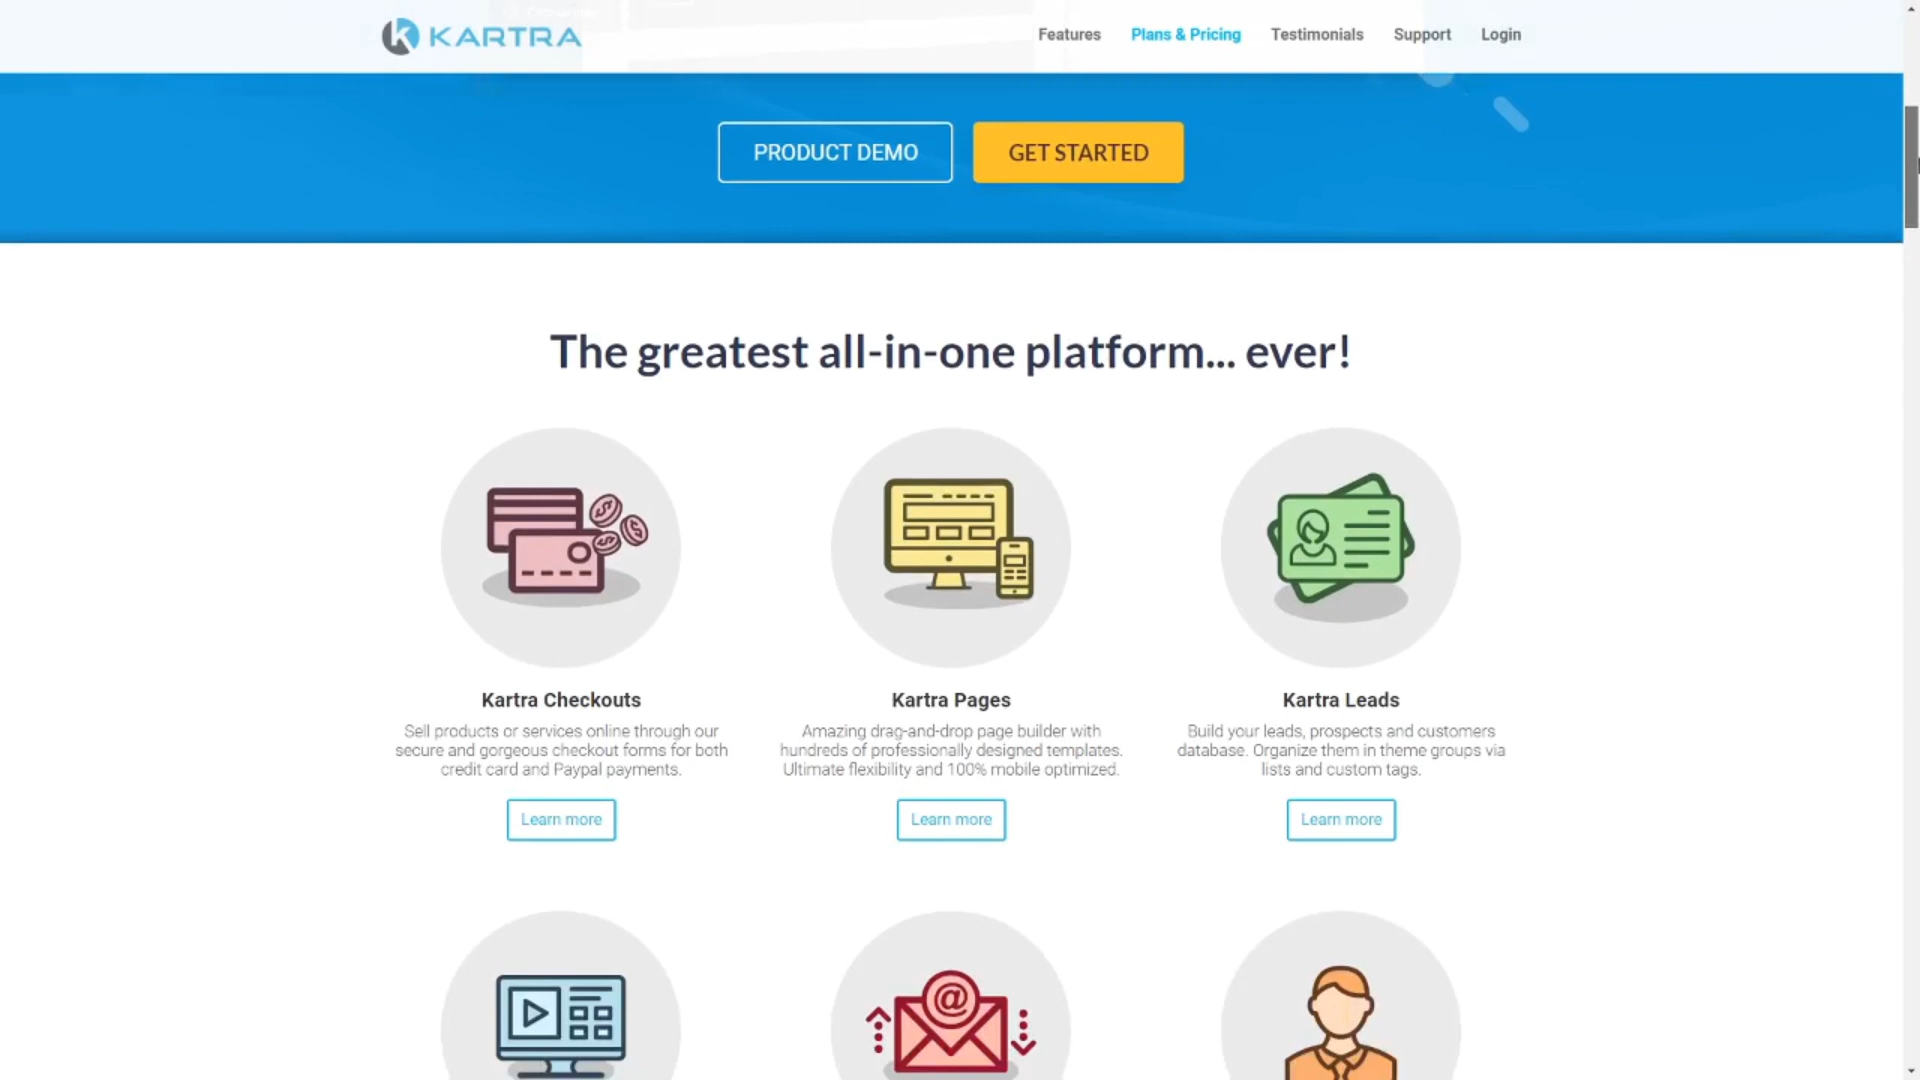 KARTRA
Features Plans & Pricing Testimonials Support Login
PRODUCT DEMO GET STARTED
The greatest all-in-one platform... ever!
Kartra Checkouts
Sell products or services online through our
secure and gorgeous checkout forms for both
credit card and Paypal payments.
Learn more
Kartra Pages
Amazing drag-and-drop page builder with
hundreds of professionally designed templates.
Ultimate flexibility and 100% mobile optimized.
Learn more
Kartra Leads
Build your leads, prospects and customers
database. Organize them in theme groups via
lists and custom tags.
Learn more
@